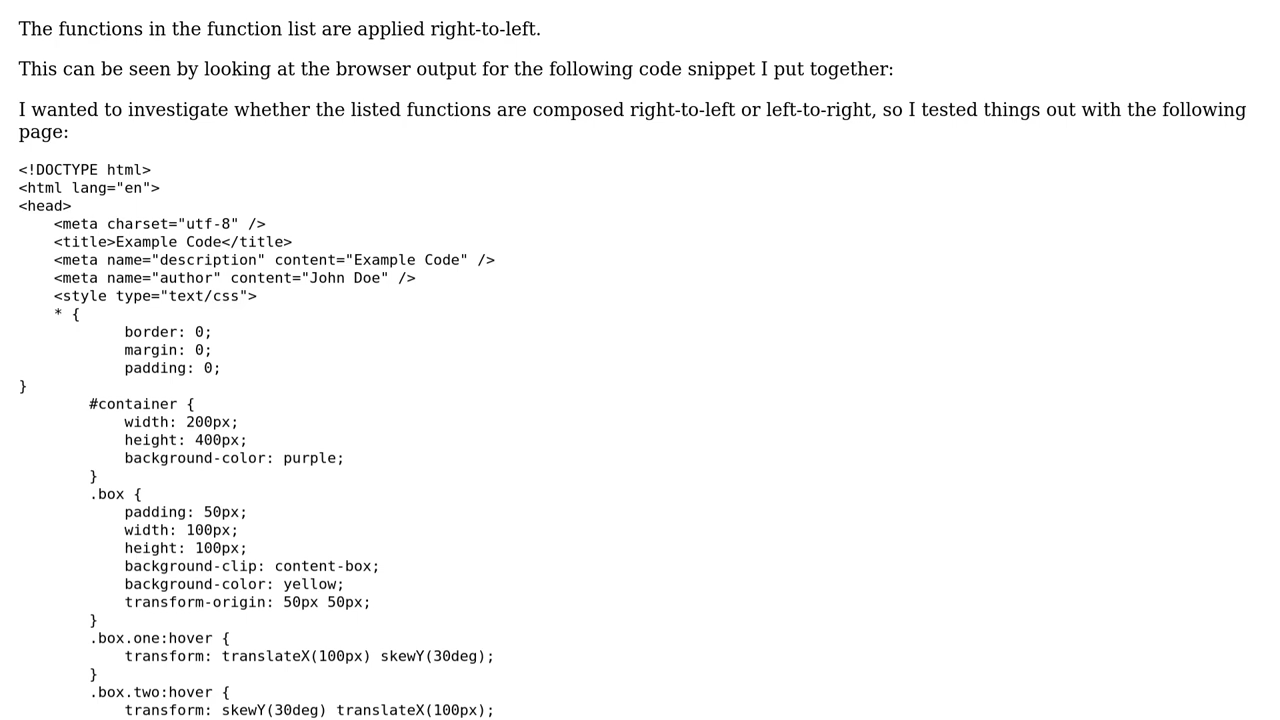 The functions in the function list are applied right-to-left.
This can be seen by looking at the browser output for the following code snippet I put together:
I wanted to investigate whether the listed functions are composed right-to-left or left-to-right, so I tested things out with the following
page:
<!DOCTYPE html>
<html lang="en">
<head>
    <meta charset="utf-8" />
    <title>Example Code</title>
    <meta name="description" content="Example Code" />
    <meta name="author" content="John Doe" />
    <style type="text/css">
    * {
            border: 0;
            margin: 0;
            padding: 0;
}
        #container {
            width: 200px;
            height: 400px;
            background-color: purple;
        }
        .box {
            padding: 50px;
            width: 100px;
            height: 100px;
            background-clip: content-box;
            background-color: yellow;
            transform-origin: 50px 50px;
        }
        .box.one:hover {
            transform: translateX(100px) skewY(30deg);
        }
        .box.two:hover {
            transform: skewY(30deg) translateX(100px);